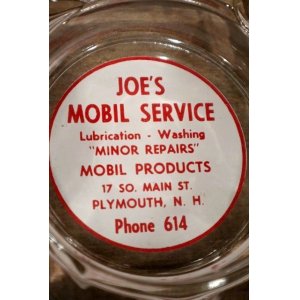 JOE'S
MOBIL SERVICE
Lubrication - Washing
"MINOR REPAIRS"
MOBIL PRODUCTS
17 SO. MAIN ST.
PLYMOUTH, N. H.
Phone 614